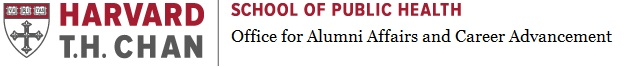 HARVARD
T.H. CHAN
SCHOOL OF PUBLIC HEALTH
Office for Alumni Affairs and Career Advancement